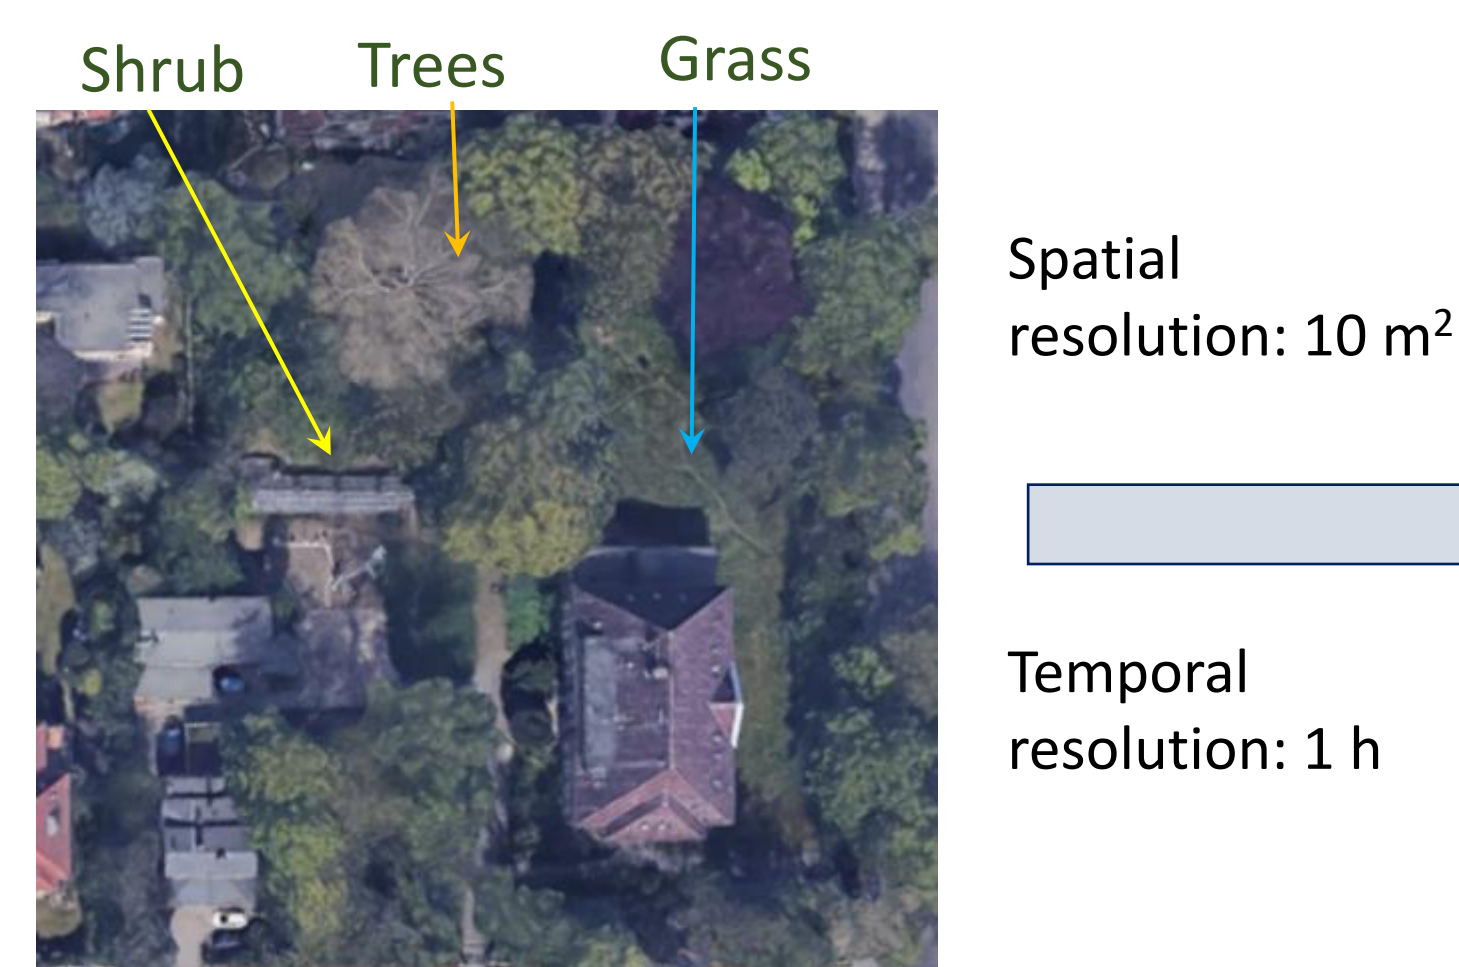 Shrub
Trees
Grass
Spatial
resolution: 10 m²
Temporal
resolution: 1 h